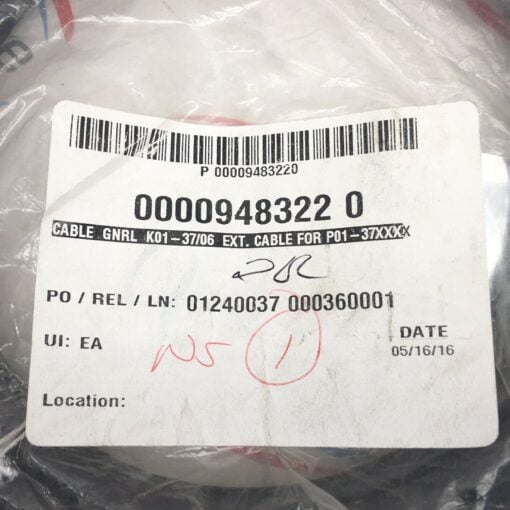 P 00009483220
0000948322 0
CABLE GNRL K01-37/06 EXT. CABLE FOR P01-37XXXX
PO / REL / LN: 01240037 000360001
UI: EA
NS 1
DATE
05/16/16
Location: